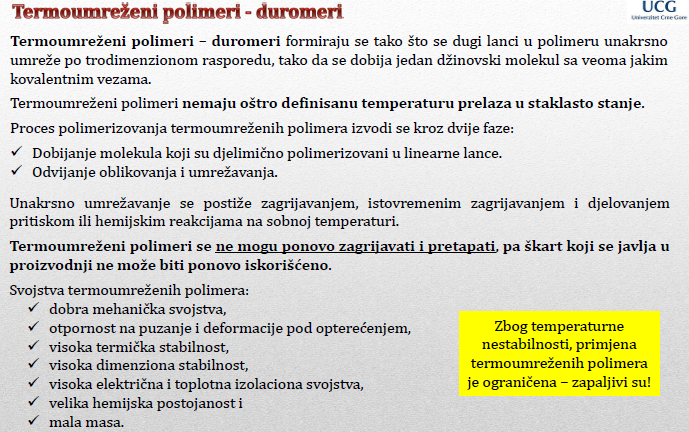 Termoumreženi polimeri - duromeri
UCG
Univerzitet Crne Gore
Termoumreženi polimeri – duromeri formiraju se tako što se dugi lanci u polimeru unakrsno
umreže po trodimenzionom rasporedu, tako da se dobija jedan džinovski molekul sa veoma jakim
kovalentnim vezama.
Termoumreženi polimeri nemaju oštro definisanu temperaturu prelaza u staklasto stanje.
Proces polimerizovanja termoumreženih polimera izvodi se kroz dvije faze:
✓ Dobijanje molekula koji su djelimično polimerizovani u linearne lance.
✓ Odvijanje oblikovanja i umrežavanja.
Unakrsno umrežavanje se postiže zagrijavanjem, istovremenim zagrijavanjem i djelovanjem
pritiskom ili hemijskim reakcijama na sobnoj temperaturi.
Termoumreženi polimeri se ne mogu ponovo zagrijavati i pretapati, pa škart koji se javlja u
proizvodnji ne može biti ponovo iskorišćeno.
Svojstva termoumreženih polimera:
✓ dobra mehanička svojstva,
✓ otpornost na puzanje i deformacije pod opterećenjem,
✓ visoka termička stabilnost,
✓ visoka dimenziona stabilnost,
✓ visoka električna i toplotna izolaciona svojstva,
✓ velika hemijska postojanost i
✓ mala masa.
Zbog temperaturne
nestabilnosti, primjena
termoumreženih polimera
je ograničena – zapaljivi su!